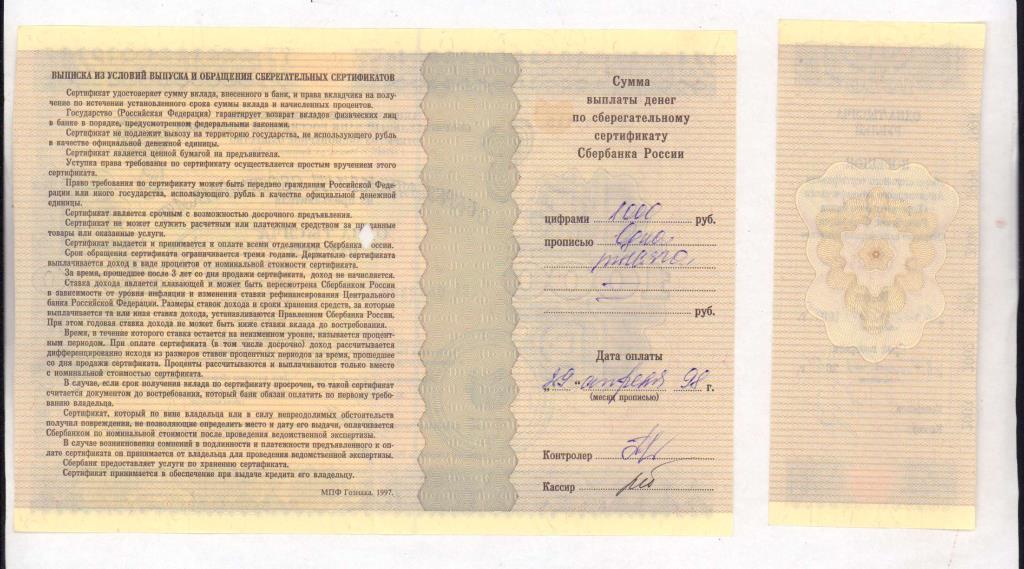 ВЫПИСКА ИЗ УСЛОВИЙ ВЫПУСКА И ОБРАЩЕНИЯ СБЕРЕГАТЕЛЬНЫХ СЕРТИФИКАТОВ
Сертификат удостоверяет сумму вклада, внесенного в банк, и права вкладчика на полу-
чение по истечении установленного срока суммы вклада и начисленных процентов.
Государство (Российская Федерация) гарантирует возврат вкладов физических лиц
в банке в порядке, предусмотренном федеральными законами.
Сертификат не подлежит вывозу на территорию государства, не использующего рубль
в качестве официальной денежной единицы.
Сертификат является ценной бумагой на предъявителя.
Уступка права требования по сертификату осуществляется простым вручением этого
сертификата.
Право требования по сертификату может быть передано гражданам Российской Феде-
рации или иного государства, использующего рубль в качестве официальной денежной
единицы.
Сертификат является срочным с возможностью досрочного предъявления.
Сертификат не может служить расчетным или платежным средством за проданные
товары или оказанные услуги.
Сертификат выдается и принимается к оплате всеми отделениями Сбербанка России.
Срок обращения сертификата ограничивается тремя годами. Держателю сертификата
выплачивается доход в виде процентов от номинальной стоимости сертификата.
За время, прошедшее после 3 лет со дня продажи сертификата, доход не начисляется.
Ставка дохода является плавающей и может быть пересмотрена Сбербанком России
в зависимости от уровня инфляции и изменения ставки рефинансирования Центрального
банка Российской Федерации. Размеры ставок дохода и сроки хранения средств, за которые
выплачивается та или иная ставка дохода, устанавливаются Правлением Сбербанка России.
При этом годовая ставка дохода не может быть ниже ставки вклада до востребования.
Время, в течение которого ставка остается на неизменном уровне, называется процент-
ным периодом. При оплате сертификата (в том числе досрочно) доход рассчитывается
дифференцированно исходя из размеров ставок процентных периодов за время, прошедшее
со дня продажи сертификата. Проценты рассчитываются и выплачиваются только вместе
с номинальной стоимостью сертификата.
В случае, если срок получения вклада по сертификату просрочен, то такой сертификат
считается документом до востребования, который банк обязан оплатить по первому требо-
ванию владельца.
Сертификат, который по вине владельца или в силу непреодолимых обстоятельств
получил повреждения, не позволяющие определить место и дату его выдачи, оплачивается
Сбербанком по номинальной стоимости после проведения ведомственной экспертизы.
В случае возникновения сомнений в подлинности и платежности предъявленного к оп-
лате сертификата он принимается от владельца для проведения ведомственной экспертизы.
Сбербанк предоставляет услуги по хранению сертификата.
Сертификат принимается в обеспечение при выдаче кредита его владельцу.
МПФ Гознака. 1997.
Сумма
выплаты денег
по сберегательному
сертификату
Сбербанка России
цифрами 1000 руб.
прописью Одна
тысяча
руб.
Дата оплаты
„29" апреля 98 г.
(месяц прописью)
Контролер
Кассир